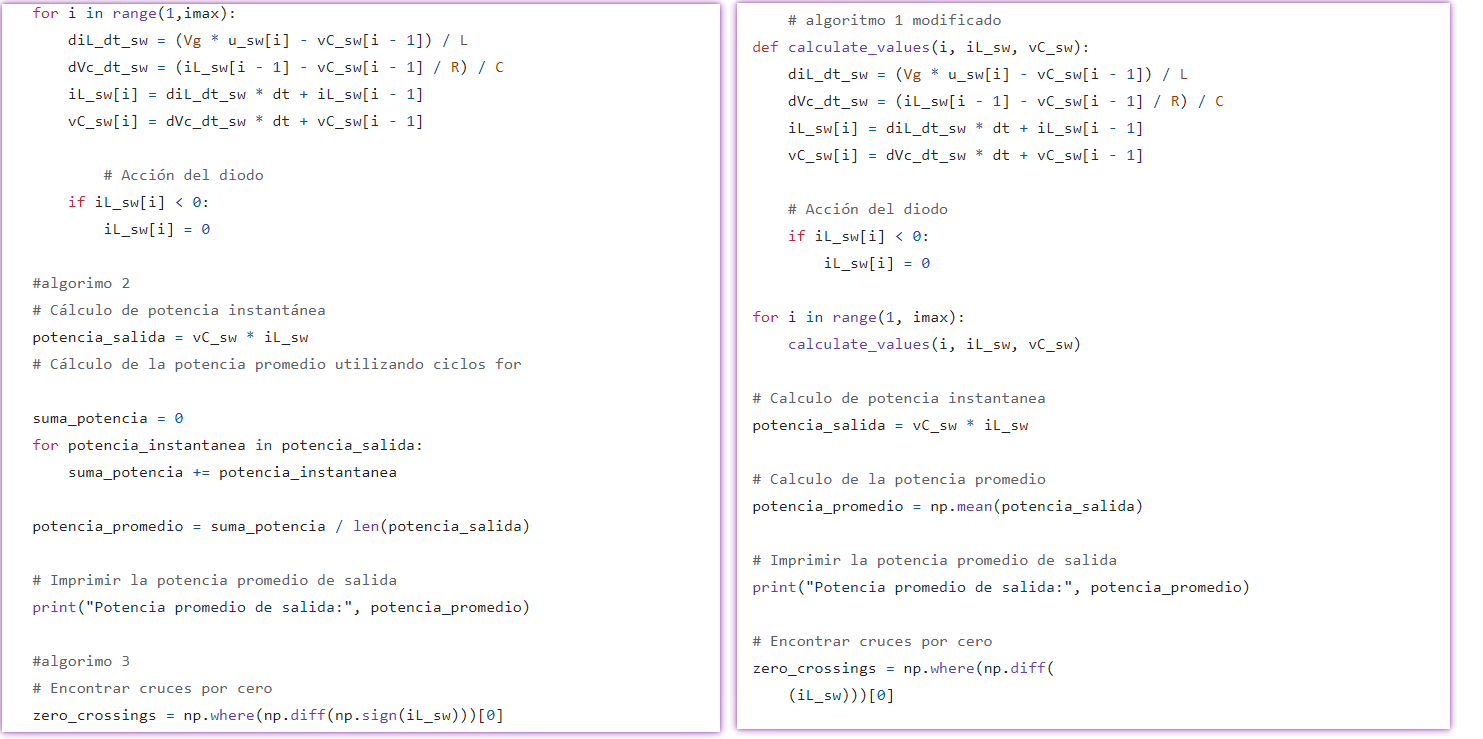 for i in range(1,imax):
    diL_dt_sw = (Vg * u_sw[i] - vC_sw[i - 1]) / L
    dVc_dt_sw = (iL_sw[i - 1] - vC_sw[i - 1] / R) / C
    iL_sw[i] = diL_dt_sw * dt + iL_sw[i - 1]
    vC_sw[i] = dVc_dt_sw * dt + vC_sw[i - 1]
        # Acción del diodo
    if iL_sw[i] < 0:
        iL_sw[i] = 0
#algorimo 2
# Cálculo de potencia instantánea
potencia_salida = vC_sw * iL_sw
# Cálculo de la potencia promedio utilizando ciclos for
suma_potencia = 0
for potencia_instantanea in potencia_salida:
    suma_potencia += potencia_instantanea
potencia_promedio = suma_potencia / len(potencia_salida)
# Imprimir la potencia promedio de salida
print("Potencia promedio de salida:", potencia_promedio)
#algorimo 3
# Encontrar cruces por cero
zero_crossings = np.where(np.diff(np.sign(iL_sw)))[0]
    # algoritmo 1 modificado
def calculate_values(i, iL_sw, vC_sw):
    diL_dt_sw = (Vg * u_sw[i] - vC_sw[i - 1]) / L
    dVc_dt_sw = (iL_sw[i - 1] - vC_sw[i - 1] / R) / C
    iL_sw[i] = diL_dt_sw * dt + iL_sw[i - 1]
    vC_sw[i] = dVc_dt_sw * dt + vC_sw[i - 1]
    # Acción del diodo
    if iL_sw[i] < 0:
        iL_sw[i] = 0
for i in range(1, imax):
    calculate_values(i, iL_sw, vC_sw)
# Calculo de potencia instantanea
potencia_salida = vC_sw * iL_sw
# Calculo de la potencia promedio
potencia_promedio = np.mean(potencia_salida)
# Imprimir la potencia promedio de salida
print("Potencia promedio de salida:", potencia_promedio)
# Encontrar cruces por cero
zero_crossings = np.where(np.diff(
    (iL_sw)))[0]